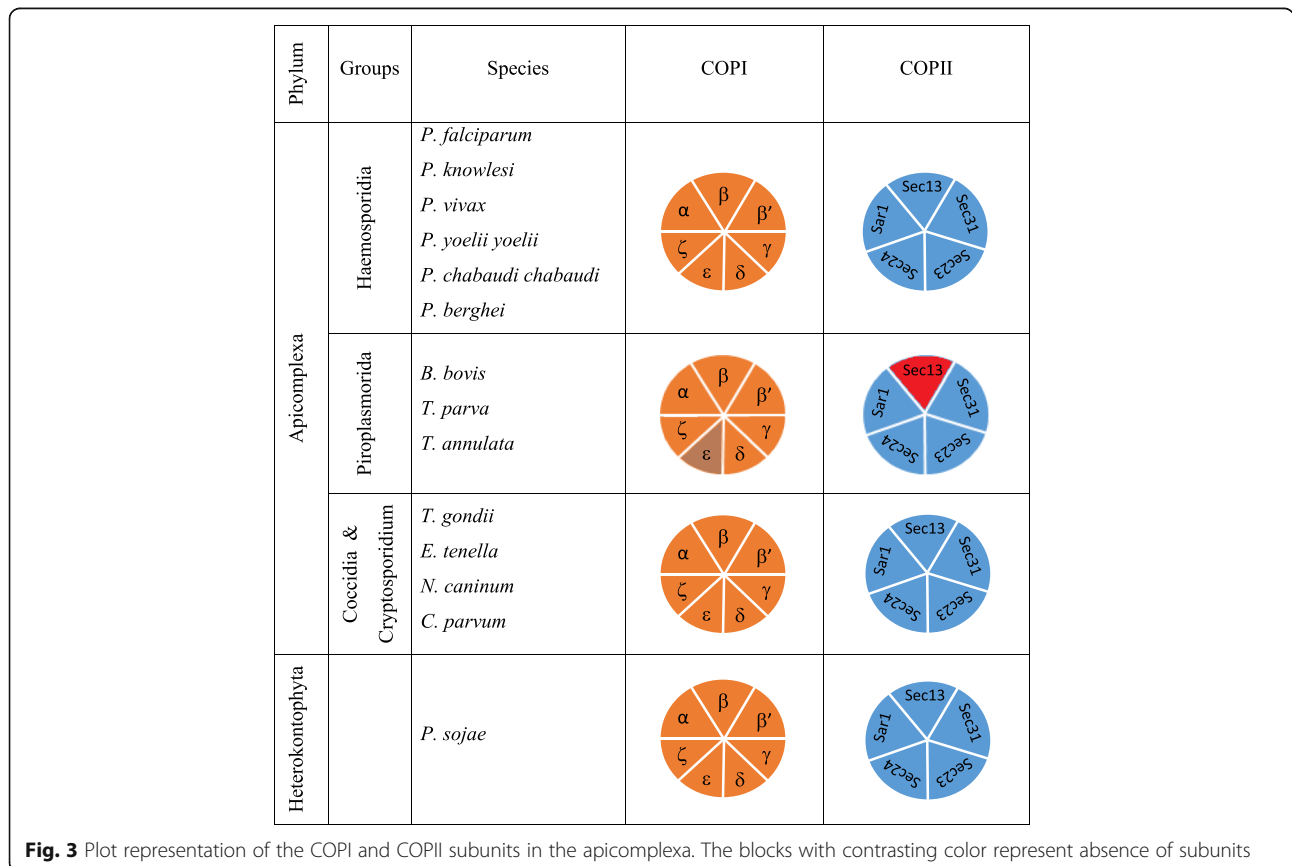 Phylum
Groups
Species
COPI
COPII
Apicomplexa
Haemosporidia
P. falciparum
P. knowlesi
P. vivax
P. yoelii yoelii
P. chabaudi chabaudi
P. berghei
α
β
β′
γ
δ
ε
ζ
Sar1
Sec13
Sec31
Sec23
Sec24
Piroplasmorida
B. bovis
T. parva
T. annulata
α
β
β′
γ
δ
ε
ζ
Sar1
Sec13
Sec31
Sec23
Sec24
Coccidia &
Cryptosporidium
T. gondii
E. tenella
N. caninum
C. parvum
α
β
β′
γ
δ
ε
ζ
Sar1
Sec13
Sec31
Sec23
Sec24
Heterokontophyta
P. sojae
α
β
β′
γ
δ
ε
ζ
Sar1
Sec13
Sec31
Sec23
Sec24
Fig. 3 Plot representation of the COPI and COPII subunits in the apicomplexa. The blocks with contrasting color represent absence of subunits